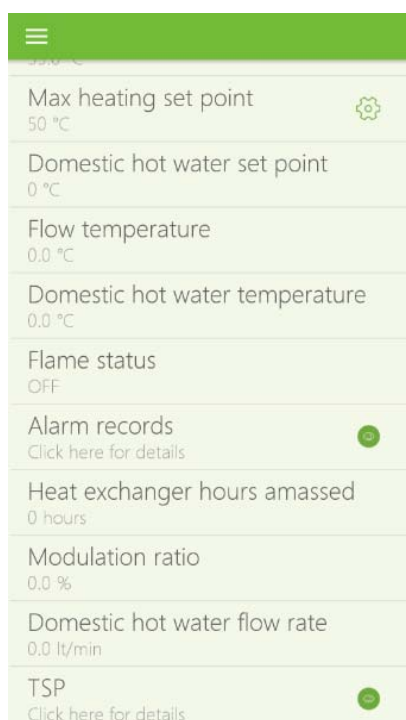 Max heating set point
50 °C
Domestic hot water set point
0 °C
Flow temperature
0.0 °C
Domestic hot water temperature
0.0 °C
Flame status
OFF
Alarm records
Click here for details
Heat exchanger hours amassed
0 hours
Modulation ratio
0.0 %
Domestic hot water flow rate
0.0 lt/min
TSP
Click here for details